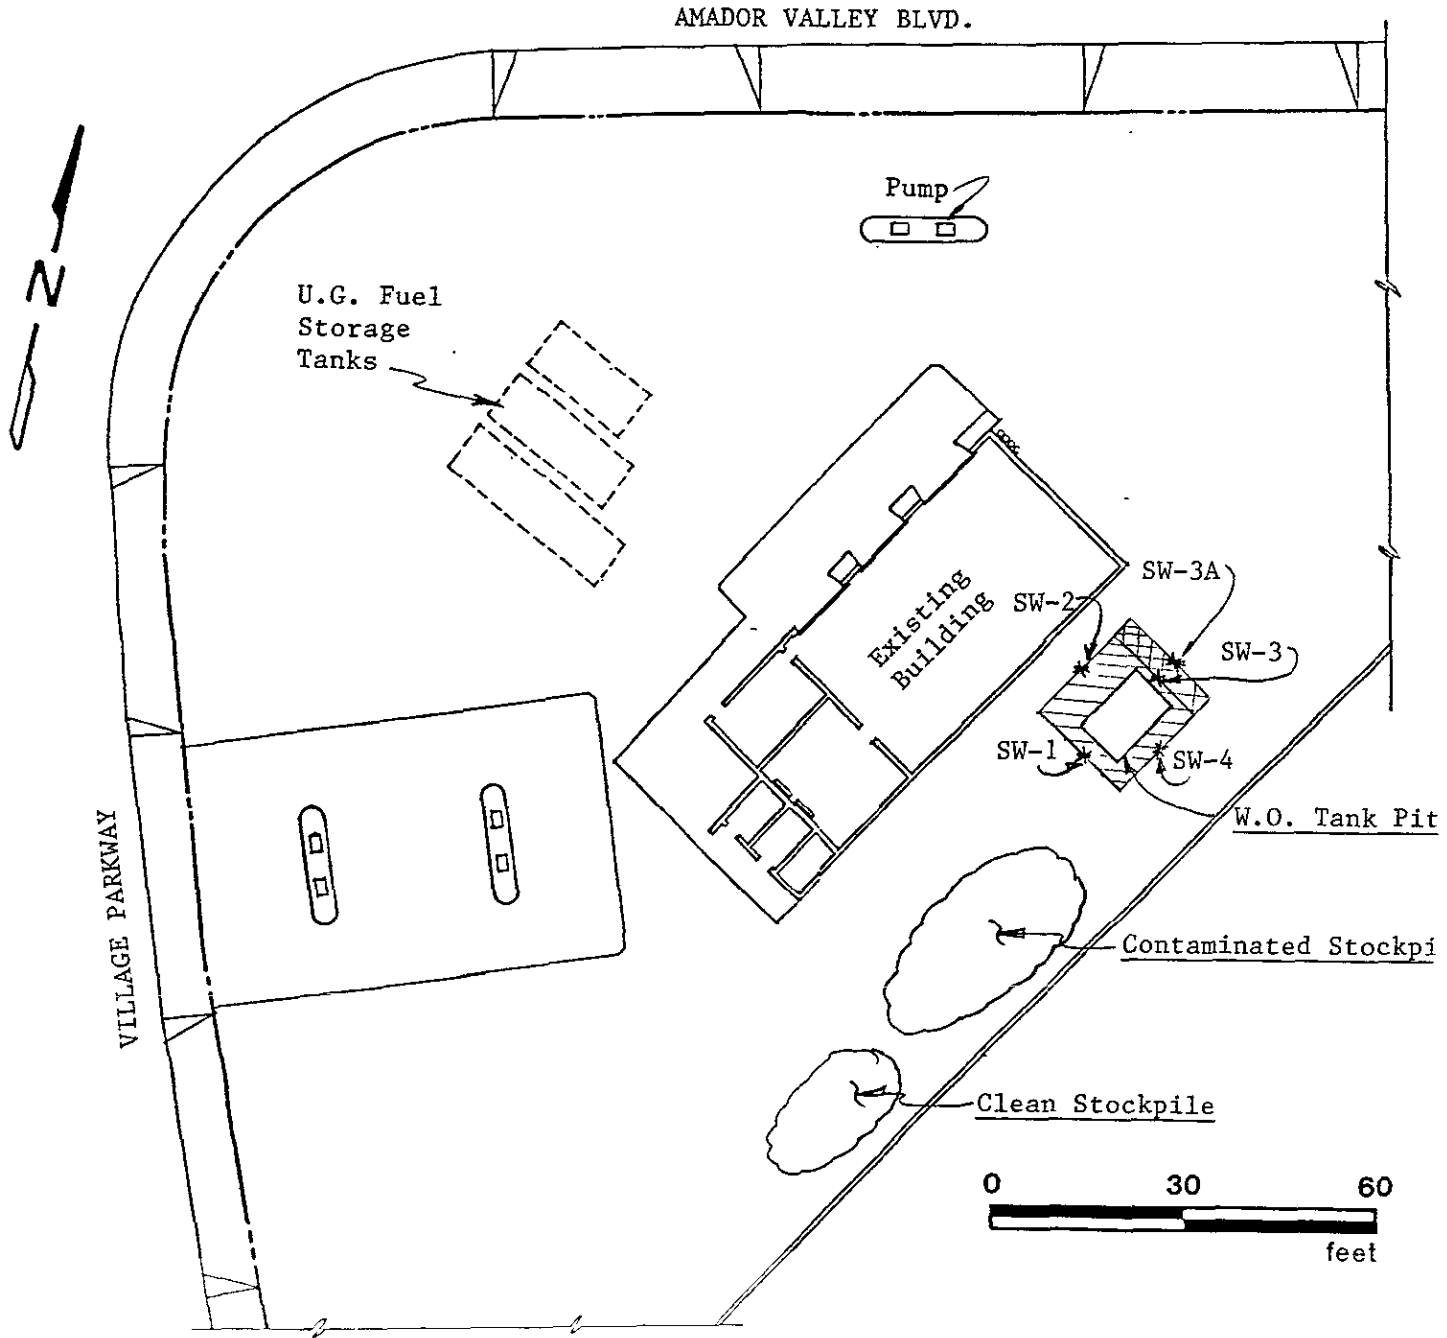 AMADOR VALLEY BLVD.
Pump
N
U.G. Fuel
Storage
Tanks
Existing
Building
SW-3A
SW-2
SW-3
SW-1
SW-4
W.O. Tank Pit
VILLAGE PARKWAY
Contaminated Stockpi
Clean Stockpile
0 30 60
feet